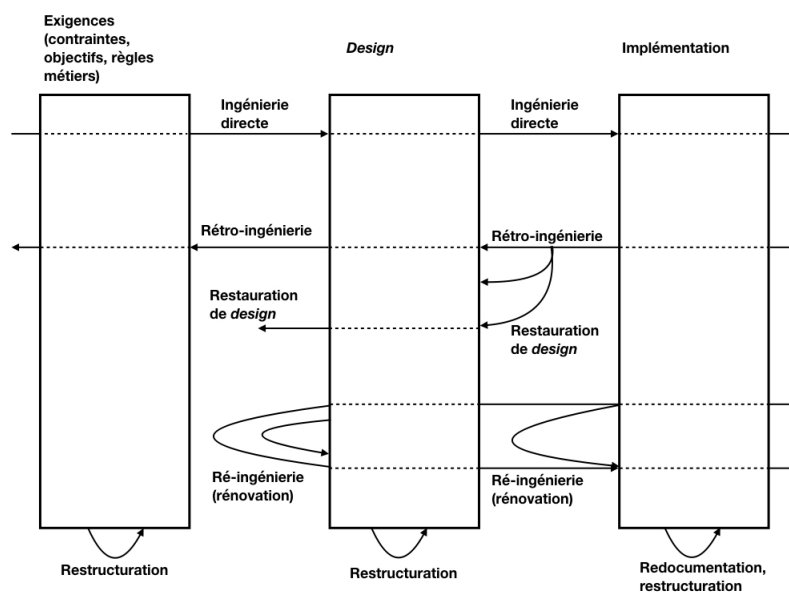 Exigences
(contraintes,
objectifs, règles
métiers)
Design
Implémentation
Ingénierie
directe
Ingénierie
directe
Rétro-ingénierie
Rétro-ingénierie
Restauration
de design
Restauration
de design
Ré-ingénierie
(rénovation)
Ré-ingénierie
(rénovation)
Restructuration
Restructuration
Redocumentation,
restructuration